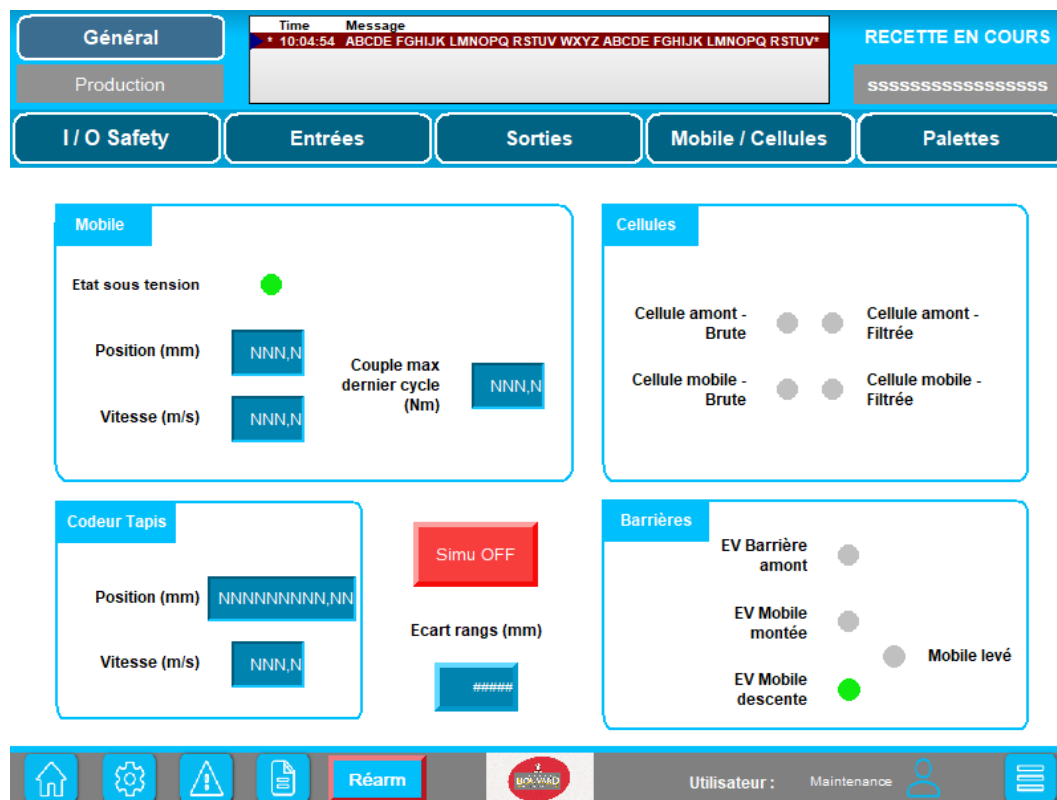 Général
Time Message
* 10:04:54 ABCDE FGHIJK LMNOPQ RSTUV WXYZ ABCDE FGHIJK LMNOPQ RSTUV*
RECETTE EN COURS
Production
sssssssssssssssss
I / O Safety
Entrées
Sorties
Mobile / Cellules
Palettes
Mobile
Etat sous tension
Position (mm)
NNN,N
Vitesse (m/s)
NNN,N
Couple max
dernier cycle
(Nm)
NNN,N
Cellules
Cellule amont -
Brute
Cellule amont -
Filtrée
Cellule mobile -
Brute
Cellule mobile -
Filtrée
Codeur Tapis
Position (mm)
NNNNNNNNN,NN
Vitesse (m/s)
NNN,N
Simu OFF
Ecart rangs (mm)
#####
Barrières
EV Barrière
amont
EV Mobile
montée
Mobile levé
EV Mobile
descente
Réarm
BOUVARD
Utilisateur :
Maintenance